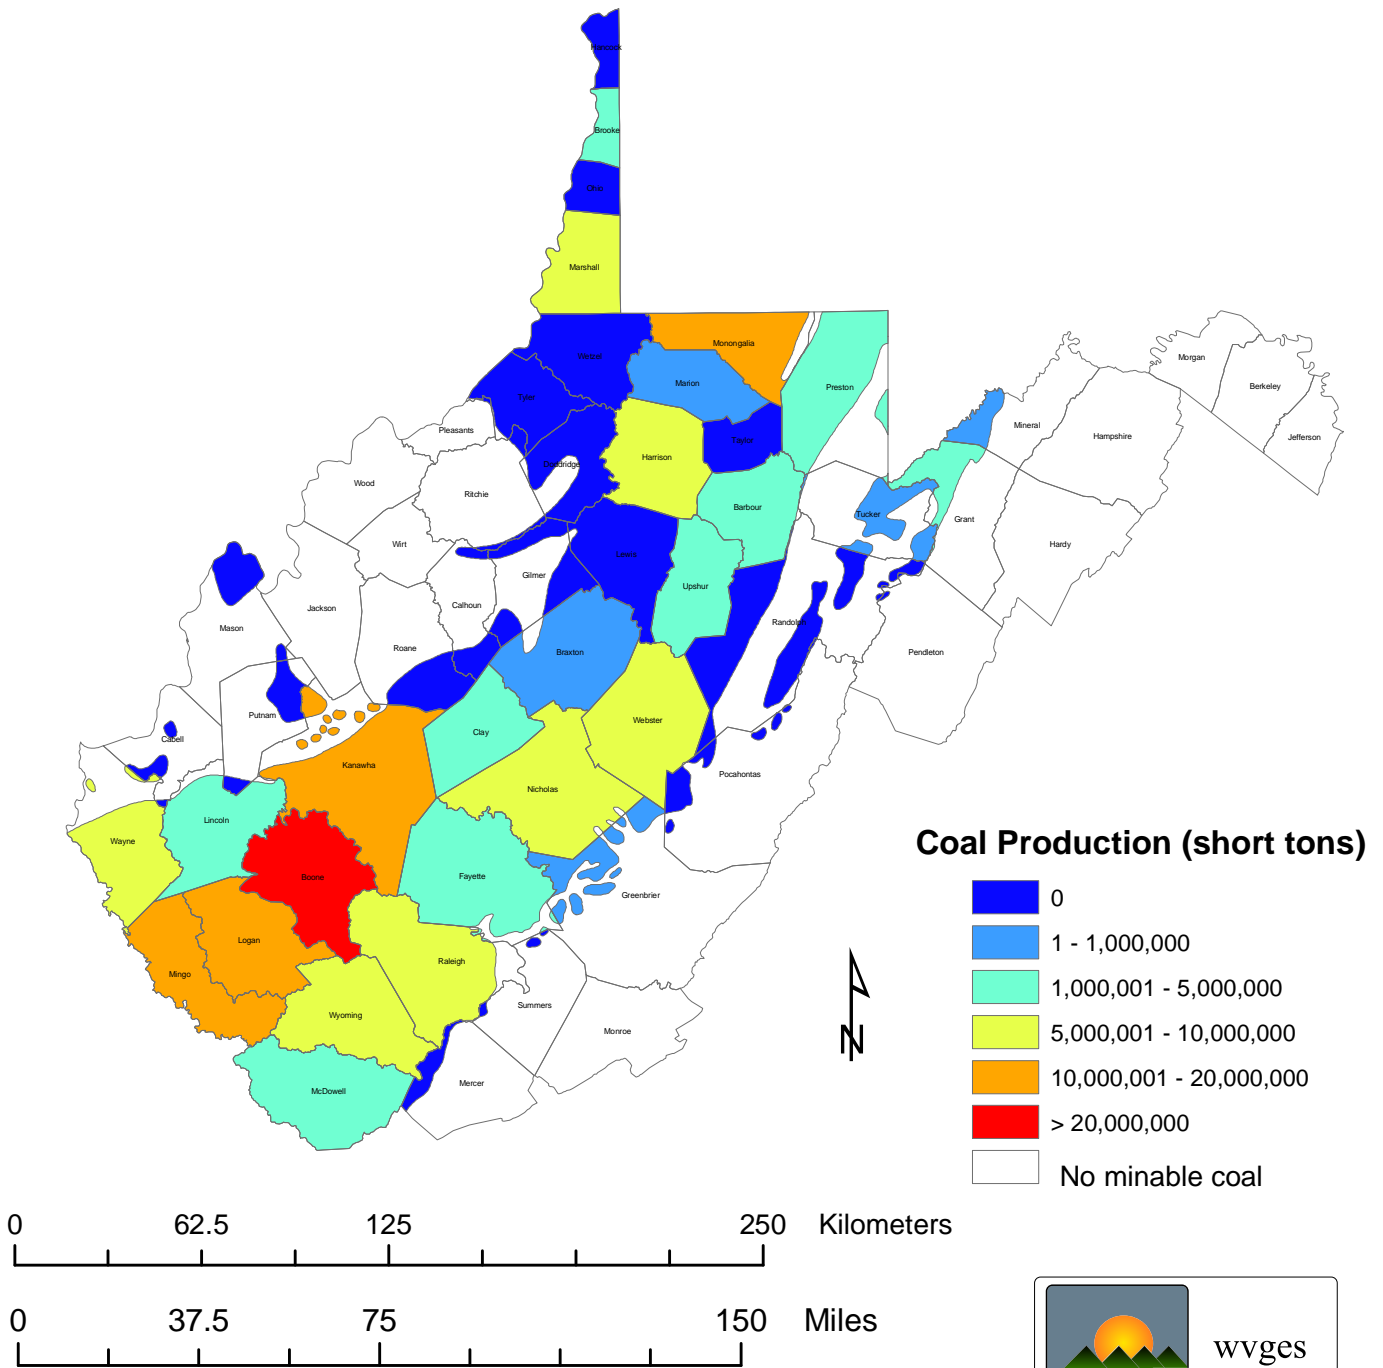 Hancock
Brooke
Ohio
Marshall
Wetzel
Monongalia
Marion
Preston
Tyler
Pleasants
Taylor
Harrison
Doddridge
Ritchie
Wood
Wirt
Barbour
Tucker
Grant
Mineral
Hampshire
Morgan
Berkeley
Jefferson
Hardy
Lewis
Gilmer
Upshur
Calhoun
Jackson
Mason
Roane
Braxton
Randolph
Pendleton
Putnam
Cabell
Clay
Webster
Kanawha
Nicholas
Pocahontas
Lincoln
Wayne
Boone
Fayette
Greenbrier
Logan
Mingo
Raleigh
Wyoming
Summers
Monroe
McDowell
Mercer
N
Coal Production (short tons)
0
1 - 1,000,000
1,000,001 - 5,000,000
5,000,001 - 10,000,000
10,000,001 - 20,000,000
> 20,000,000
No minable coal
0 62.5 125 250 Kilometers
0 37.5 75 150 Miles
wvges